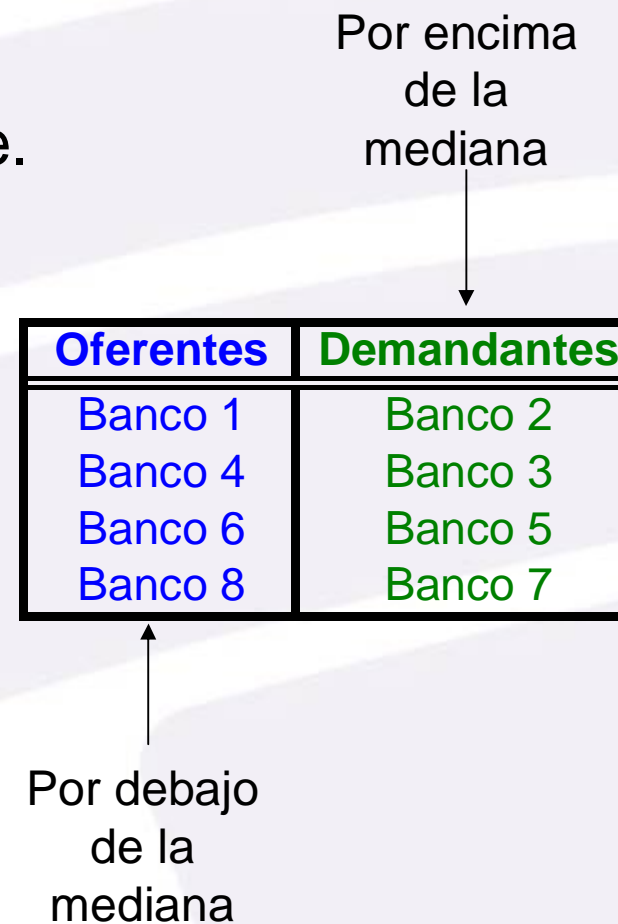 Por encima
de la
mediana
e.
Oferentes Demandantes
Banco 1 Banco 2
Banco 4 Banco 3
Banco 6 Banco 5
Banco 8 Banco 7
Por debajo
de la
mediana